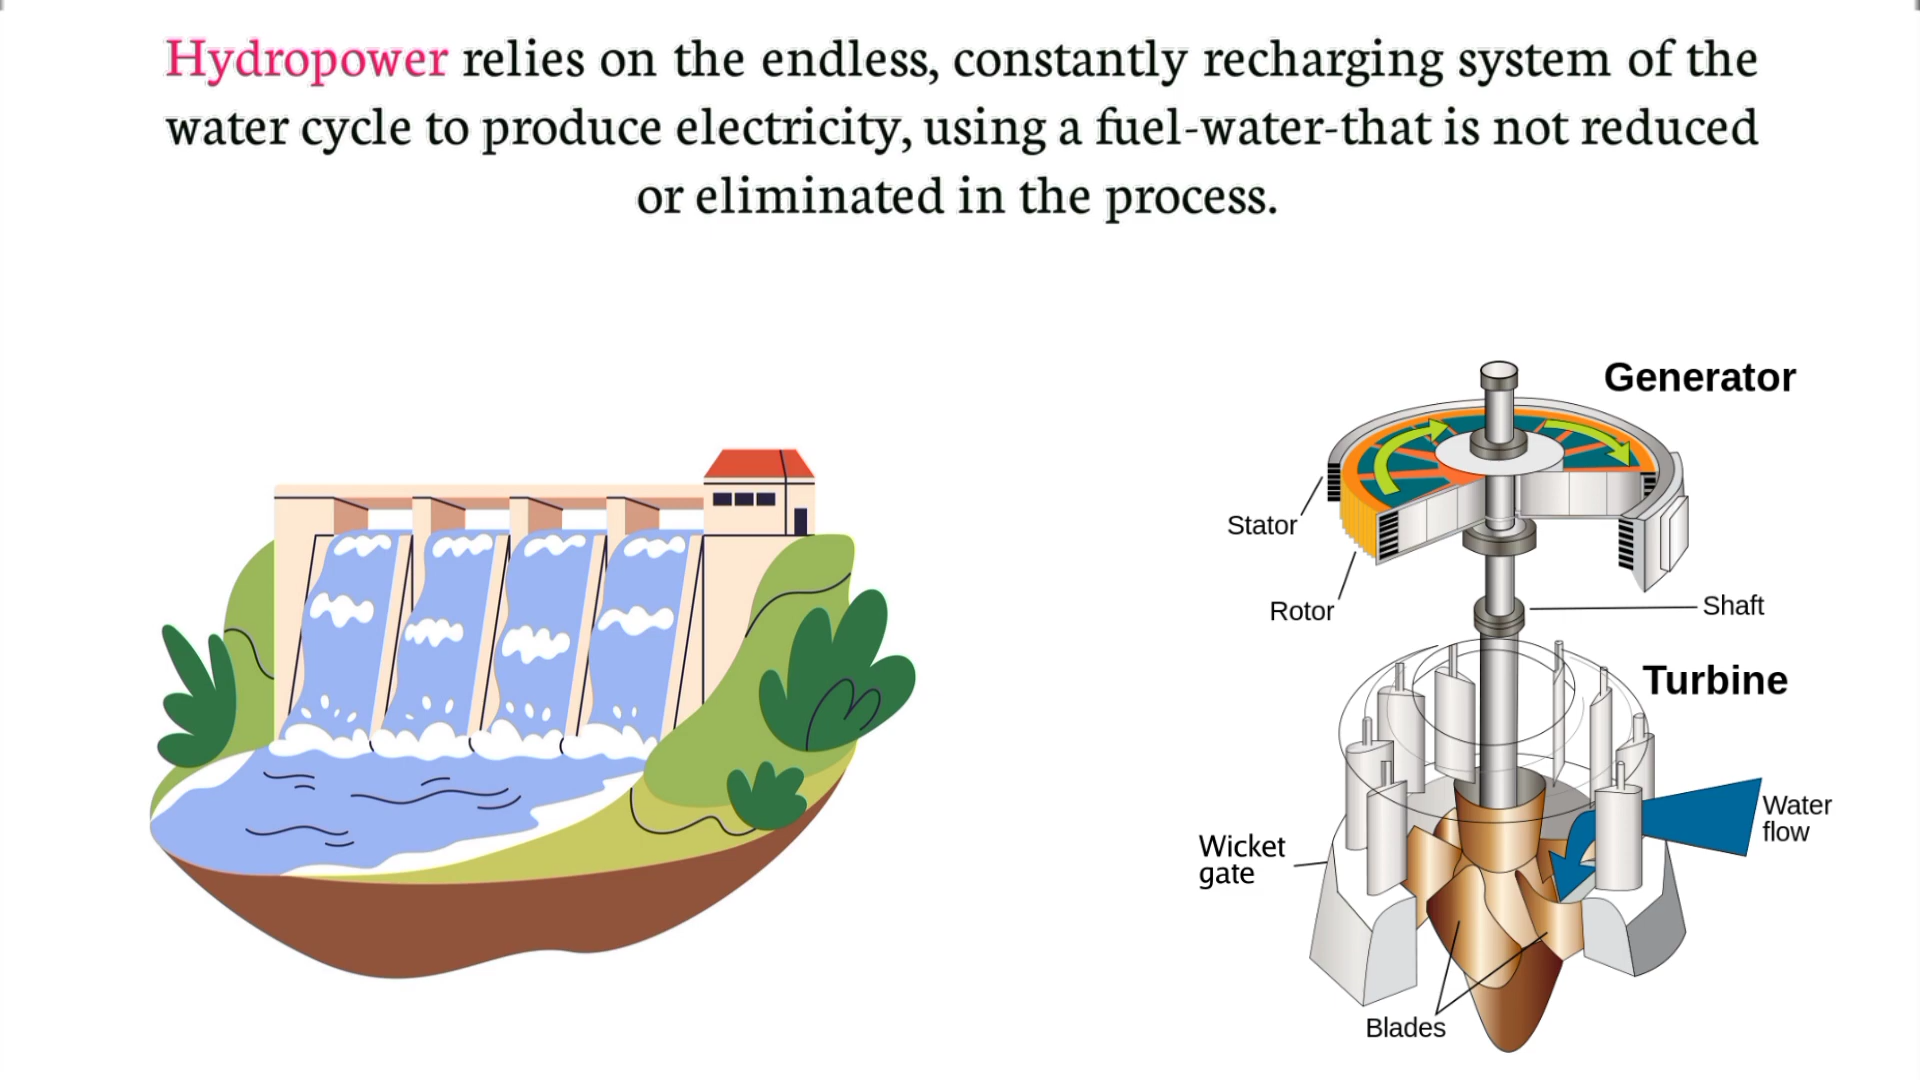 Hydropower relies on the endless, constantly recharging system of the
water cycle to produce electricity, using a fuel-water-that is not reduced
or eliminated in the process.
Generator
Stator
Rotor
Shaft
Turbine
Water
flow
Wicket
gate
Blades